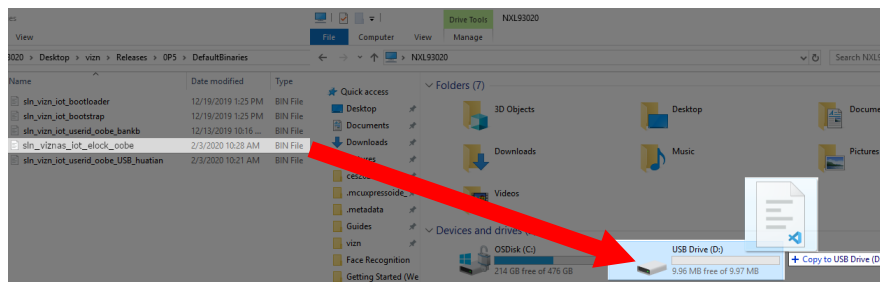 es
Drive Tools
NXL93020
View
File
Computer
View
Manage
3020 > Desktop > vizn > Releases > 0P5 > DefaultBinaries
> NXL93020
Search NXL9
Name
Date modified
Type
sln_vizn_iot_bootloader
12/19/2019 1:25 PM
BIN File
sln_vizn_iot_bootstrap
12/19/2019 1:25 PM
BIN File
sln_vizn_iot_userid_oobe_bankb
12/13/2019 10:16 ...
BIN File
sln_viznas_iot_elock_oobe
2/3/2020 10:28 AM
BIN File
sln_vizn_iot_userid_oobe_USB_huatian
2/3/2020 10:21 AM
BIN File
Quick access
Desktop
Documents
Downloads
ctures
ces20
.mcuxpressoide_
.metadata
Guides
vizn
Face Recognition
Getting Started (We
Folders (7)
3D Objects
Desktop
Docume
Downloads
Music
Pictures
Videos
Devices and drives
OSDisk (C:)
214 GB free of 476 GB
USB Drive (D:)
9.96 MB free of 9.97 MB
+ Copy to USB Drive (D